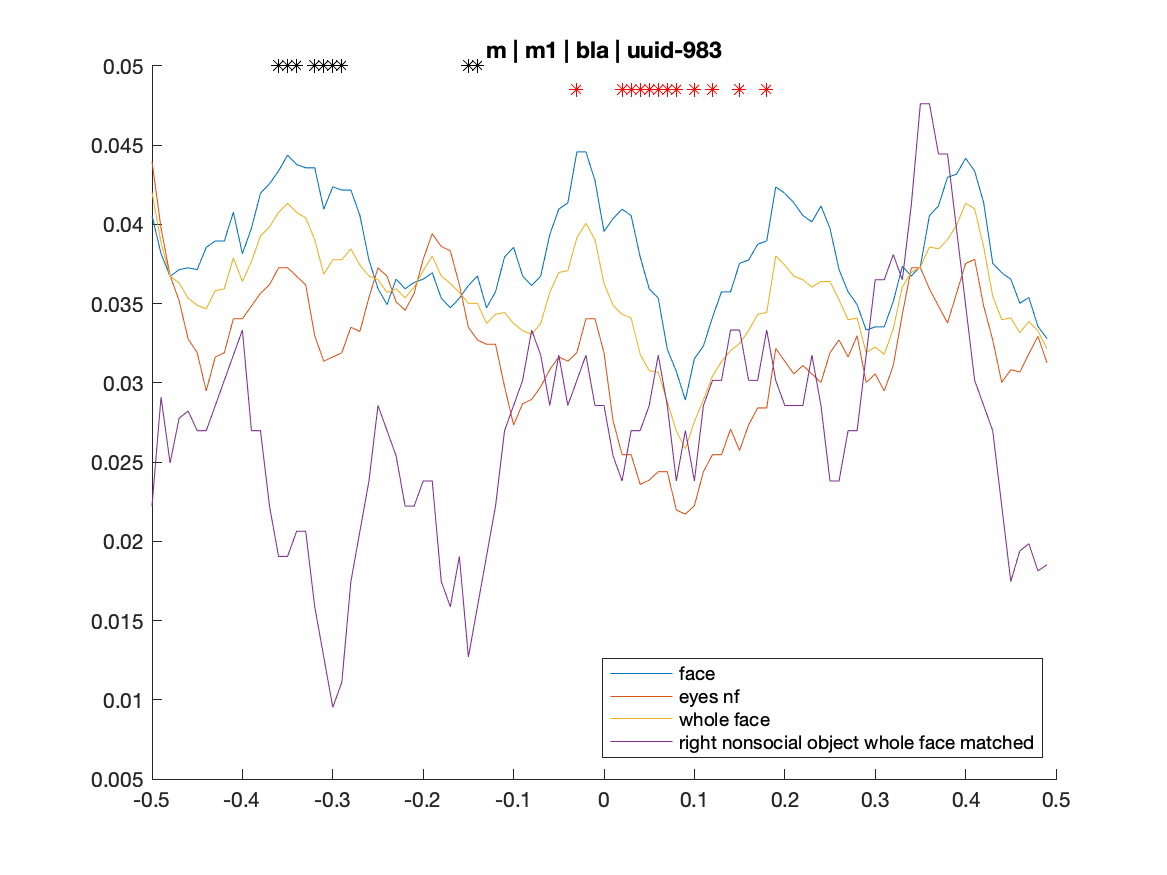 m | m1 | bla | uuid-983
0.05
0.045
0.04
0.035
0.03
0.025
0.02
0.015
0.01
0.005
-0.5 -0.4 -0.3 -0.2 -0.1 0 0.1 0.2 0.3 0.4 0.5
face
eyes nf
whole face
right nonsocial object whole face matched